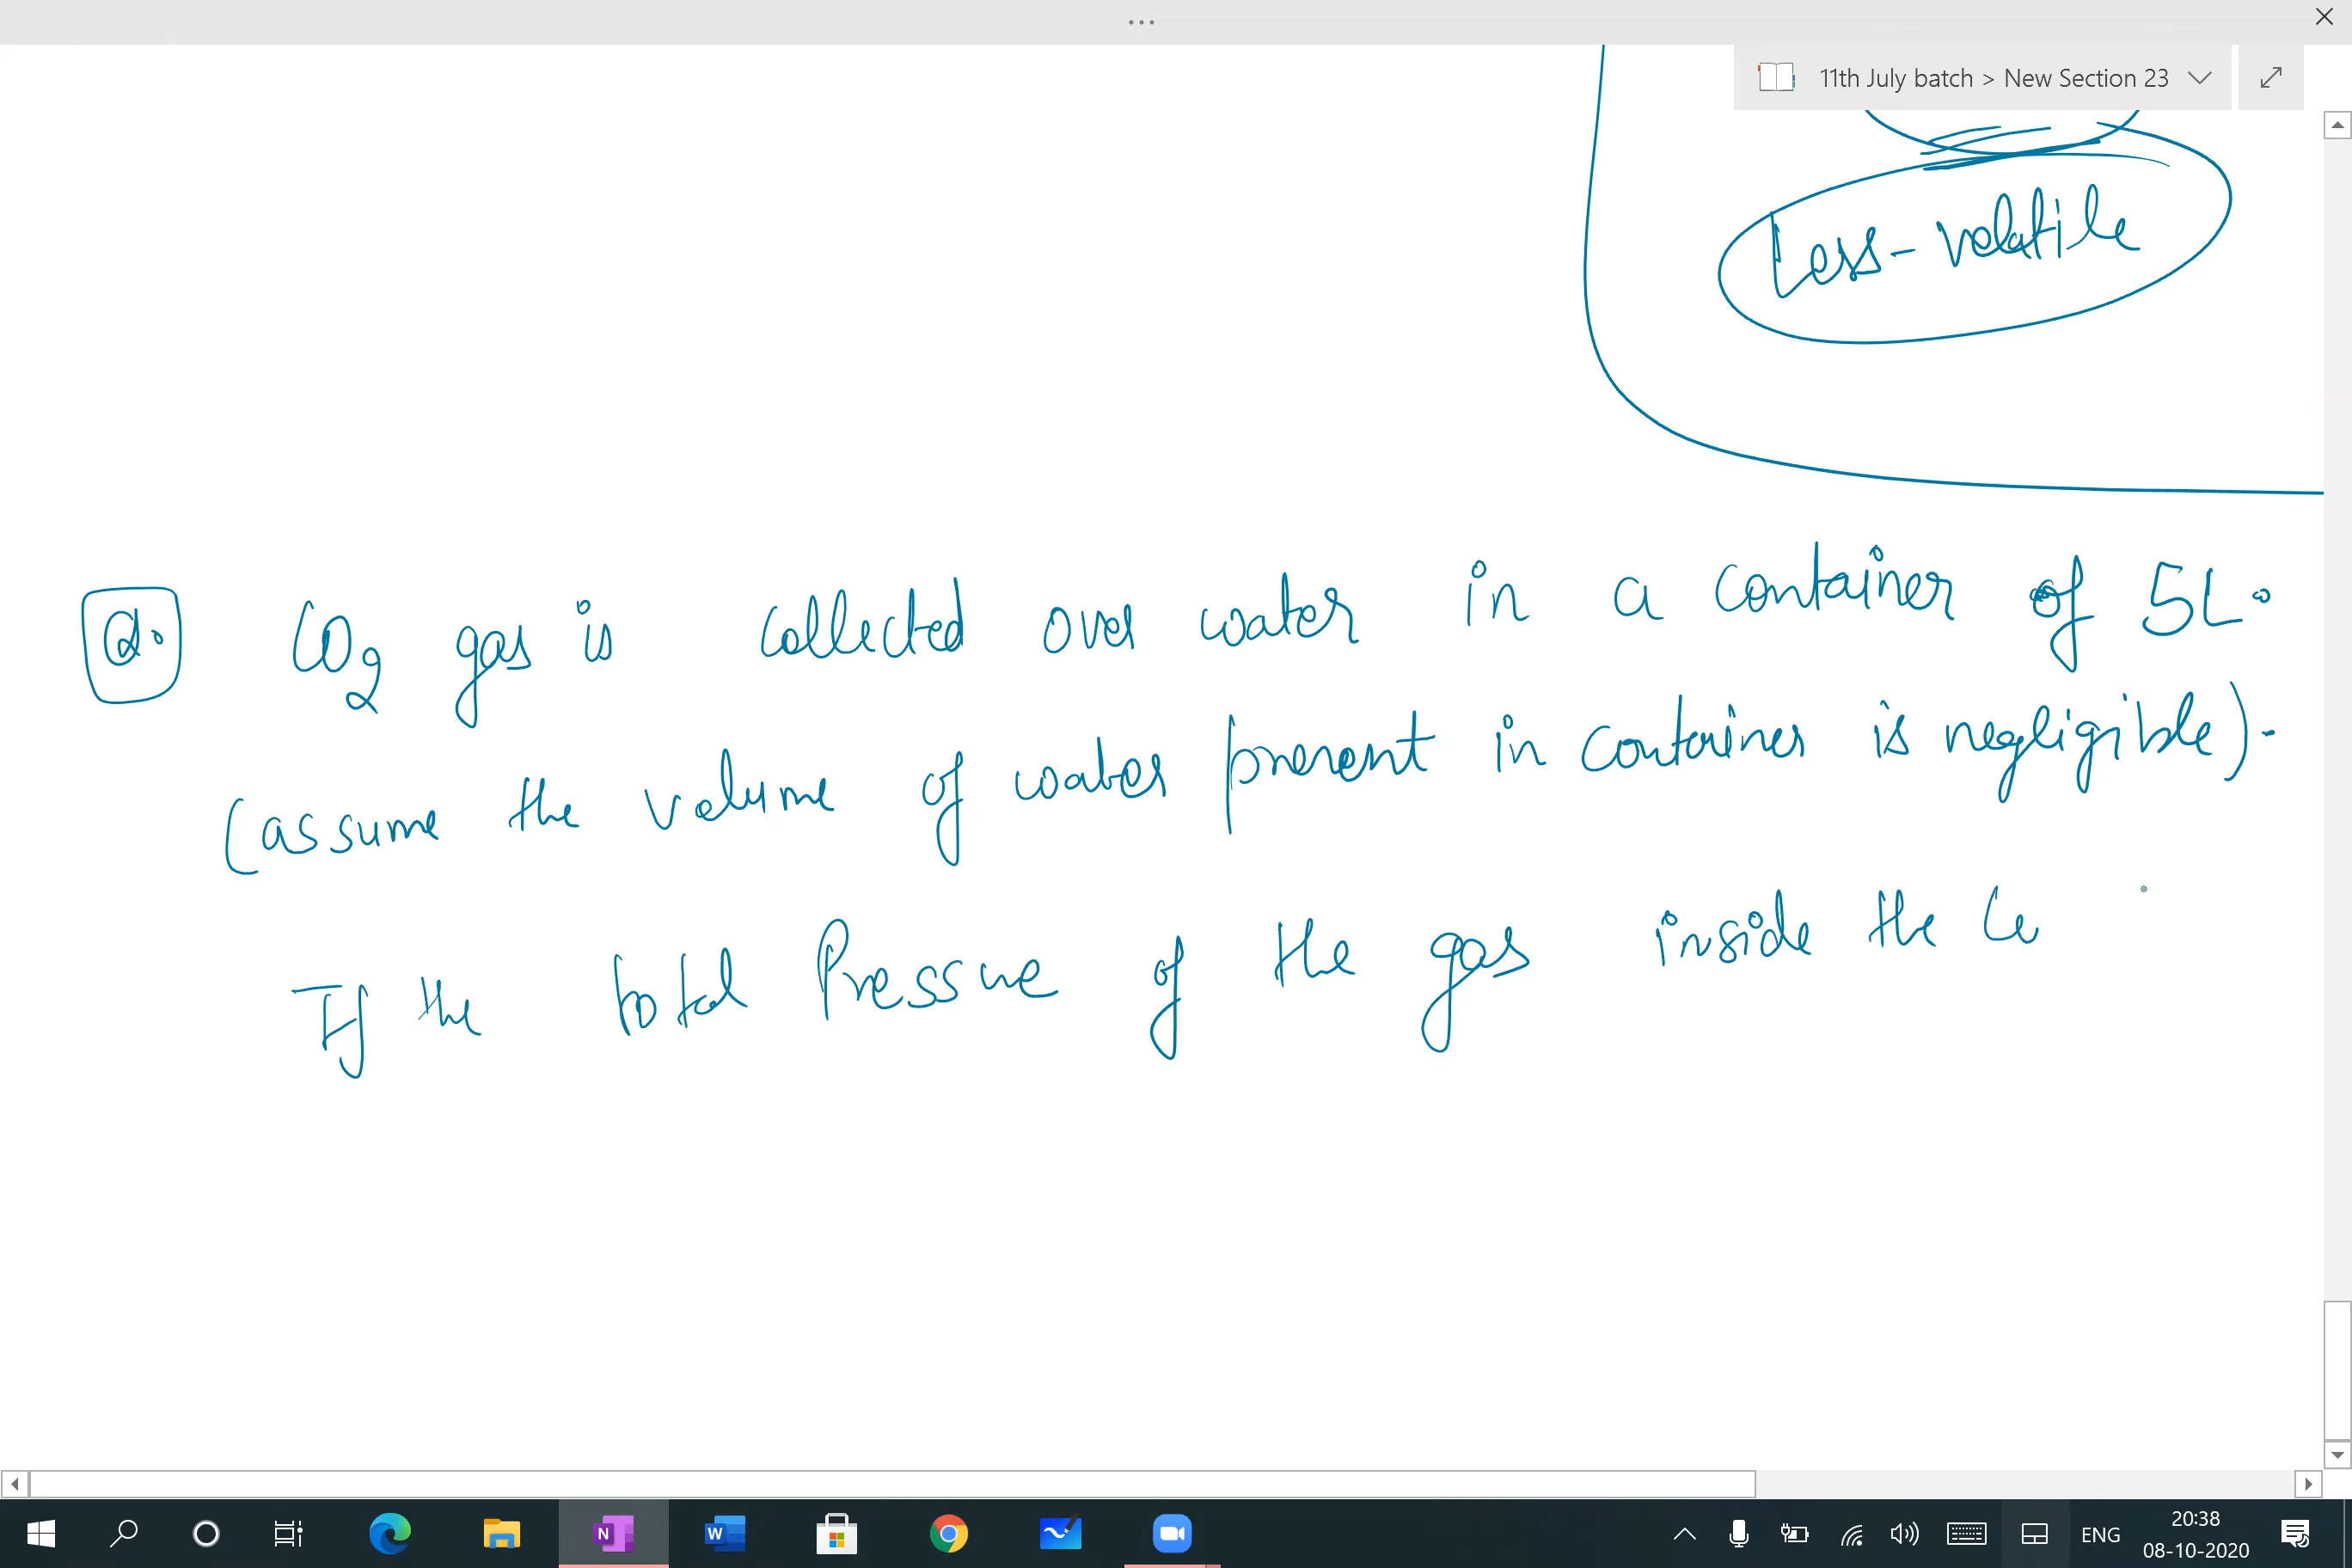 11th July batch > New Section 23
Less-volatile
Q. CO2 gas is collected over water in a container of 5L.
(assume the volume of water present in container is negligible).
If the total Pressure of the gas inside the Co
ENG
20:38
08-10-2020